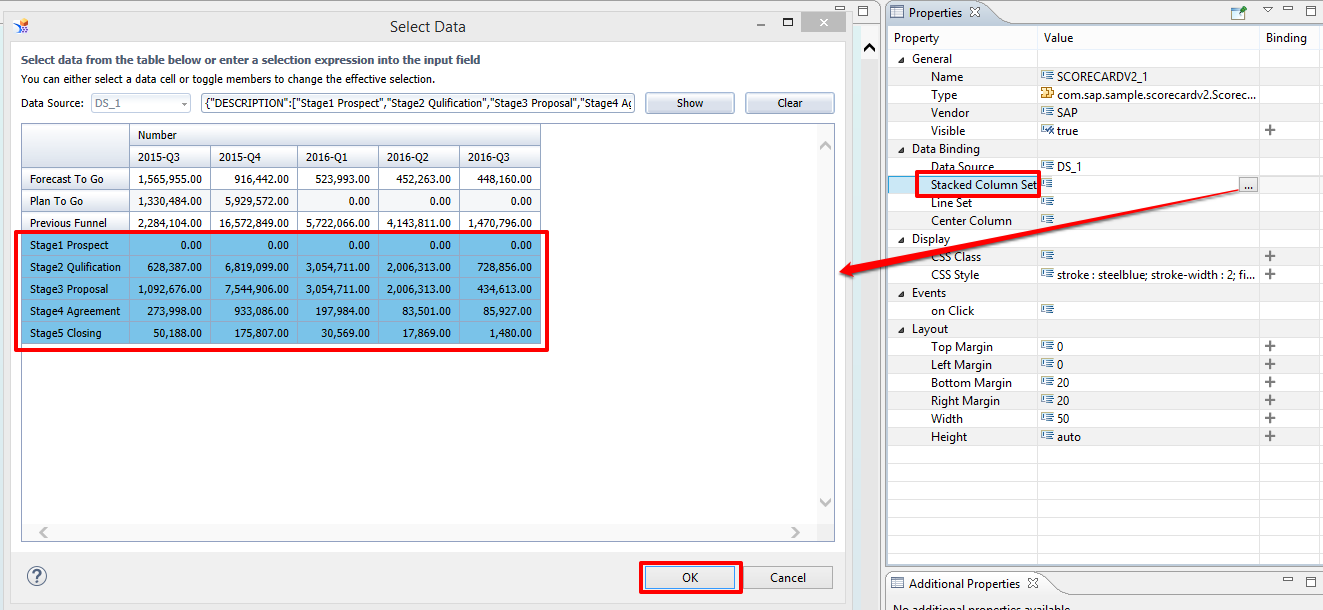 Select Data
Select data from the table below or enter a selection expression into the input field
You can either select a data cell or toggle members to change the effective selection.
Data Source: DS_1 {"DESCRIPTION":["Stage1 Prospect","Stage2 Qulification","Stage3 Proposal","Stage4 Ag Show Clear
Number
2015-Q3 2015-Q4 2016-Q1 2016-Q2 2016-Q3
Forecast To Go 1,565,955.00 916,442.00 523,993.00 452,263.00 448,160.00
Plan To Go 1,330,484.00 5,929,572.00 0.00 0.00 0.00
Previous Funnel 2,284,104.00 16,572,849.00 5,722,066.00 4,143,811.00 1,470,796.00
Stage1 Prospect 0.00 0.00 0.00 0.00 0.00
Stage2 Qulification 628,387.00 6,819,099.00 3,054,711.00 2,006,313.00 728,856.00
Stage3 Proposal 1,092,676.00 7,544,906.00 3,054,711.00 2,006,313.00 434,613.00
Stage4 Agreement 273,998.00 933,086.00 197,984.00 83,501.00 85,927.00
Stage5 Closing 50,188.00 175,807.00 30,569.00 17,869.00 1,480.00
? OK Cancel
Properties
Property Value Binding
General
Name SCORECARDV2_1
Type com.sap.sample.scorecardv2.Scorec...
Vendor SAP
Visible true +
Data Binding
Data Source DS_1
Stacked Column Set ...
Line Set
Center Column
Display
CSS Class +
CSS Style stroke : steelblue; stroke-width : 2; fi... +
Events
on Click
Layout
Top Margin 0 +
Left Margin 0 +
Bottom Margin 20 +
Right Margin 20 +
Width 50 +
Height auto +
Additional Properties
No additional properties available